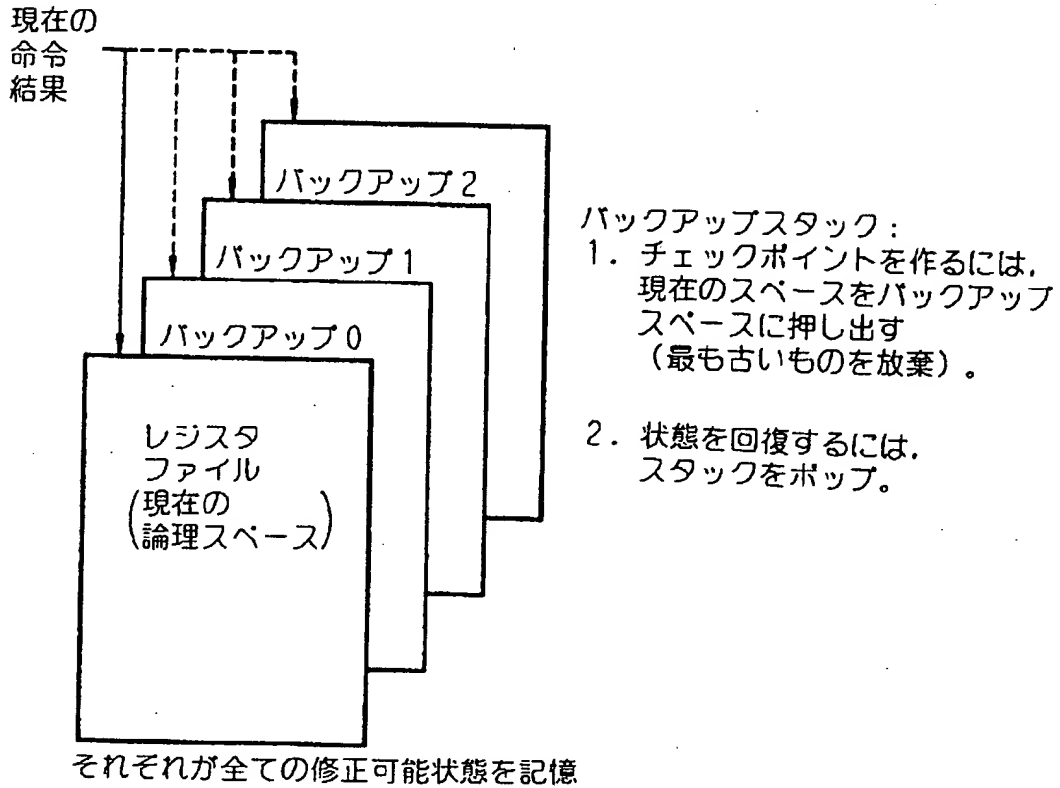 現在の
命令
結果
バックアップ2
バックアップ1
バックアップ0
レジスタ
ファイル
(現在の
論理スペース)
バックアップスタック:
1. チェックポイントを作るには,
現在のスペースをバックアップ
スペースに押し出す
(最も古いものを放棄)。
2. 状態を回復するには,
スタックをポップ。
それぞれが全ての修正可能状態を記憶